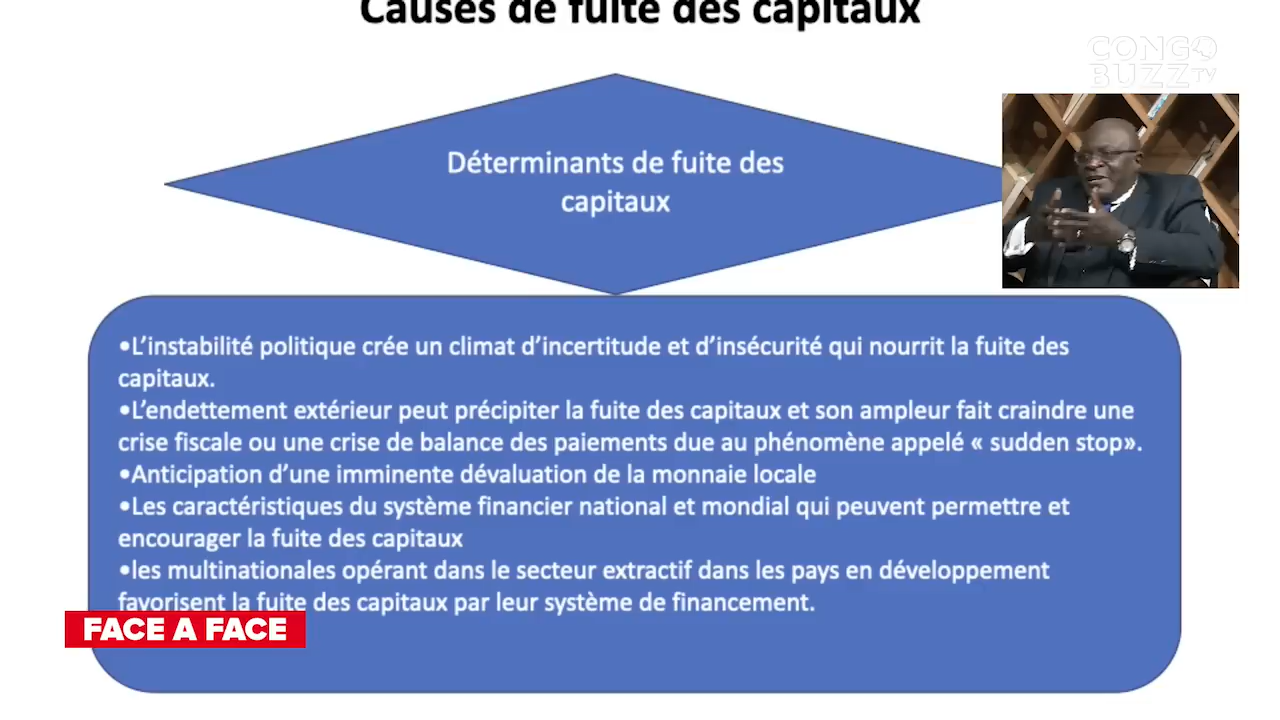 Causes de fuite des capitaux
CONGO
BUZZ TV
Déterminants de fuite des
capitaux
•L’instabilité politique crée un climat d’incertitude et d’insécurité qui nourrit la fuite des
capitaux.
•L’endettement extérieur peut précipiter la fuite des capitaux et son ampleur fait craindre une
crise fiscale ou une crise de balance des paiements due au phénomène appelé « sudden stop».
•Anticipation d’une imminente dévaluation de la monnaie locale
•Les caractéristiques du système financier national et mondial qui peuvent permettre et
encourager la fuite des capitaux
•les multinationales opérant dans le secteur extractif dans les pays en développement
favorisent la fuite des capitaux par leur système de financement.
FACE A FACE